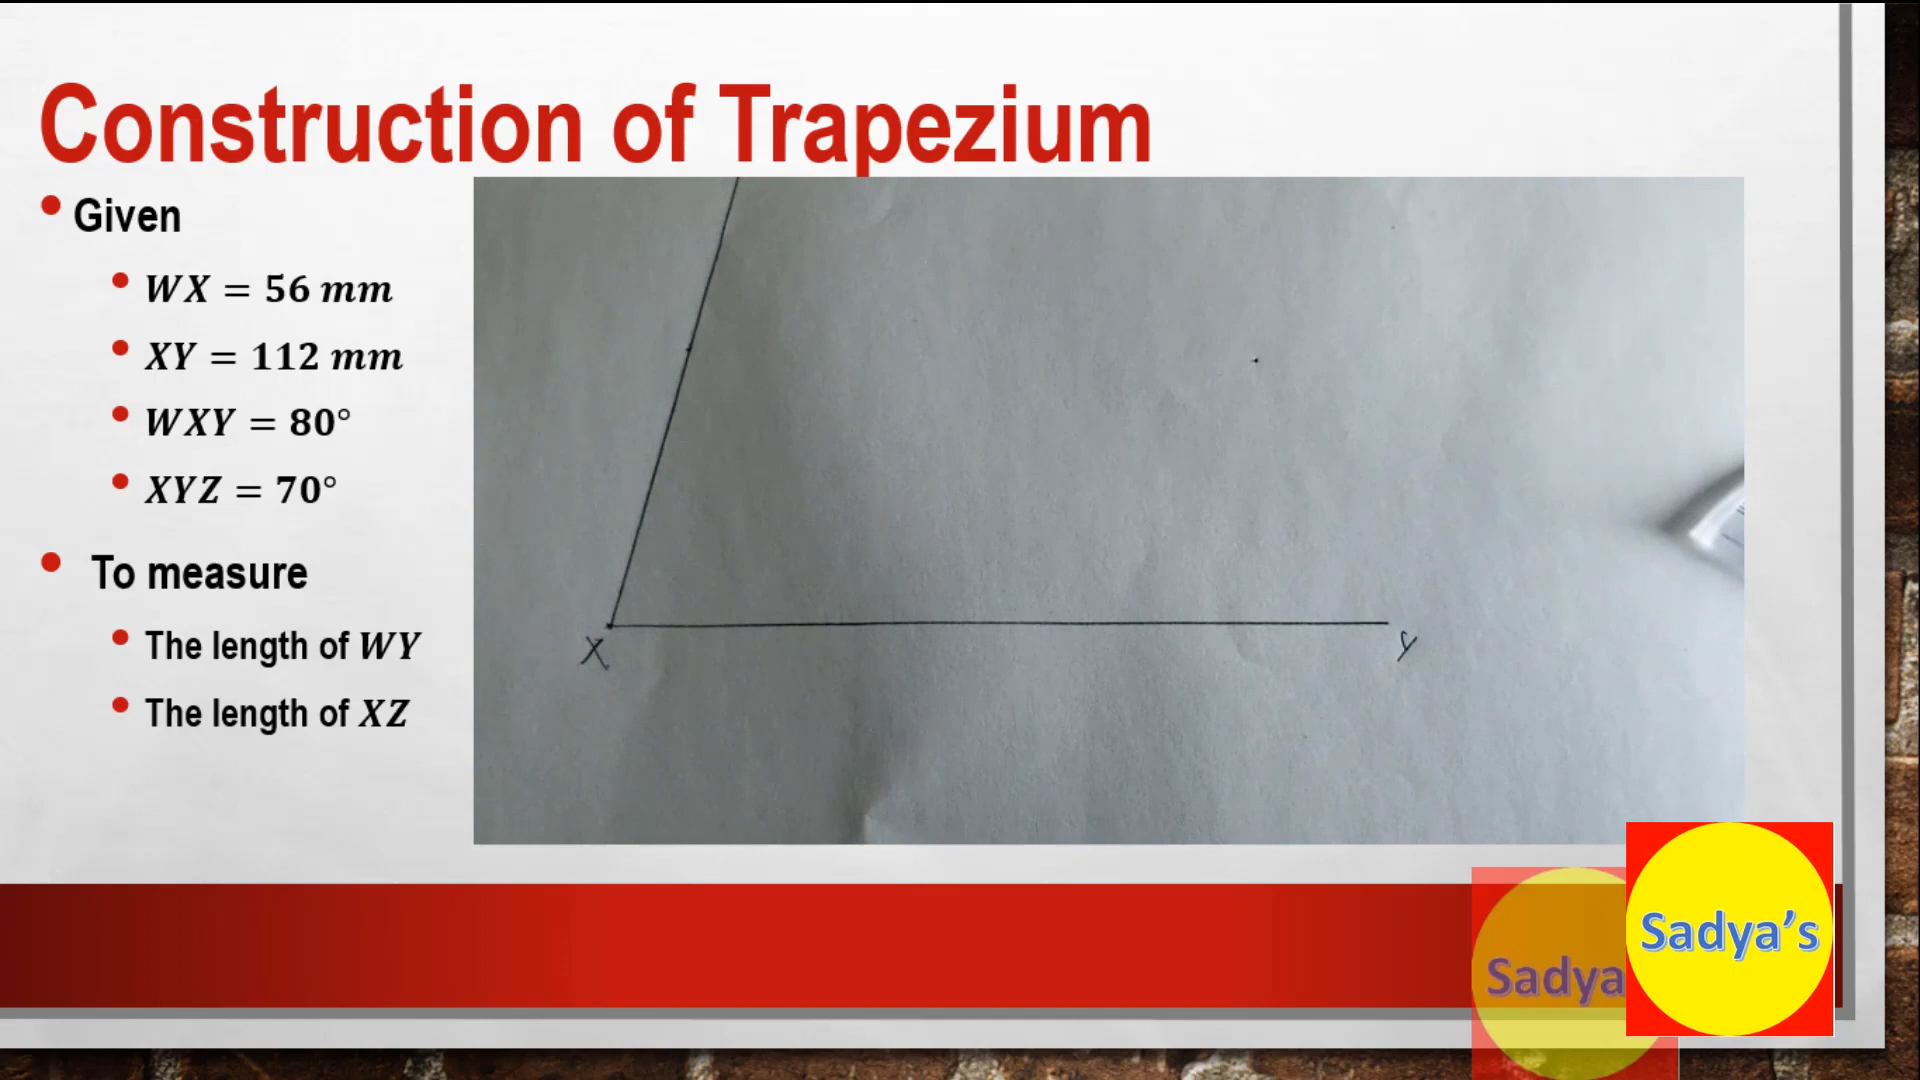 Construction of Trapezium
• Given
• WX = 56 mm
• XY = 112 mm
• WXY = 80°
• XYZ = 70°
• To measure
• The length of WY
• The length of XZ
X
Y
Sadya's
Sadya